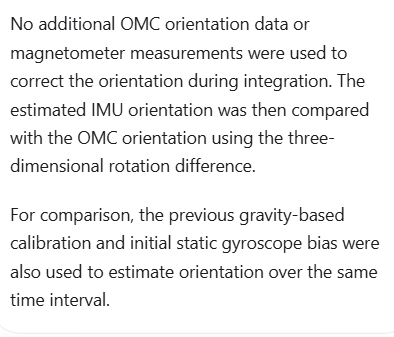 No additional OMC orientation data or
magnetometer measurements were used to
correct the orientation during integration. The
estimated IMU orientation was then compared
with the OMC orientation using the three-
dimensional rotation difference.
For comparison, the previous gravity-based
calibration and initial static gyroscope bias were
also used to estimate orientation over the same
time interval.